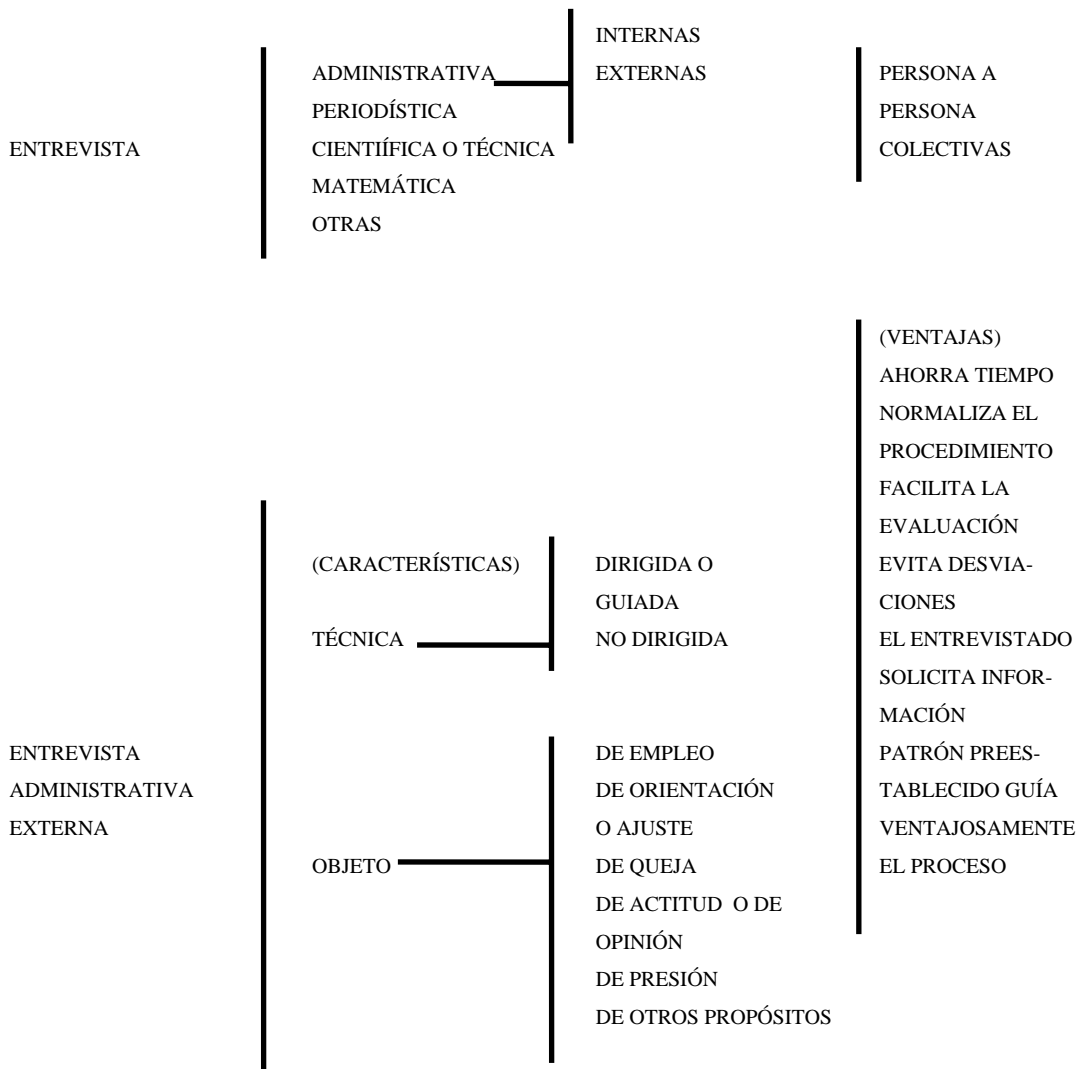 ENTREVISTA
ADMINISTRATIVA
PERIODÍSTICA
CIENTIÍFICA O TÉCNICA
MATEMÁTICA
OTRAS
INTERNAS
EXTERNAS
PERSONA A
PERSONA
COLECTIVAS
ENTREVISTA
ADMINISTRATIVA
EXTERNA
(CARACTERÍSTICAS)
TÉCNICA
OBJETO
DIRIGIDA O
GUIADA
NO DIRIGIDA
DE EMPLEO
DE ORIENTACIÓN
O AJUSTE
DE QUEJA
DE ACTITUD O DE
OPINIÓN
DE PRESIÓN
DE OTROS PROPÓSITOS
(VENTAJAS)
AHORRA TIEMPO
NORMALIZA EL
PROCEDIMIENTO
FACILITA LA
EVALUACIÓN
EVITA DESVIA-
CIONES
EL ENTREVISTADO
SOLICITA INFOR-
MACIÓN
PATRÓN PREES-
TABLECIDO GUÍA
VENTAJOSAMENTE
EL PROCESO